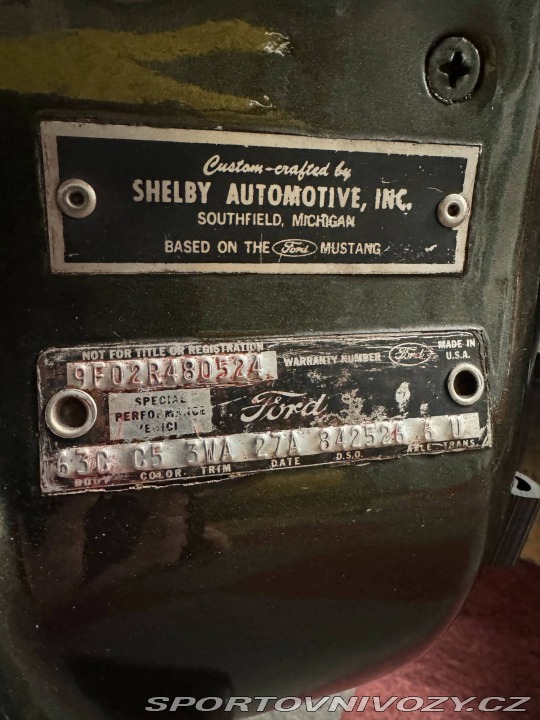 Custom-crafted by
SHELBY AUTOMOTIVE, INC.
SOUTHFIELD, MICHIGAN
BASED ON THE Ford MUSTANG
NOT FOR TITLE OR REGISTRATION
9F02R480524
WARRANTY NUMBER
Ford
MADE IN
U.S.A.
SPECIAL
PERFORMANCE
Ford
63C C5 3WA 27A 842526 6 U
BODY COLOR TRIM DATE D.S.O. AXLE TRANS.
SPORTOVNIVOZY.CZ